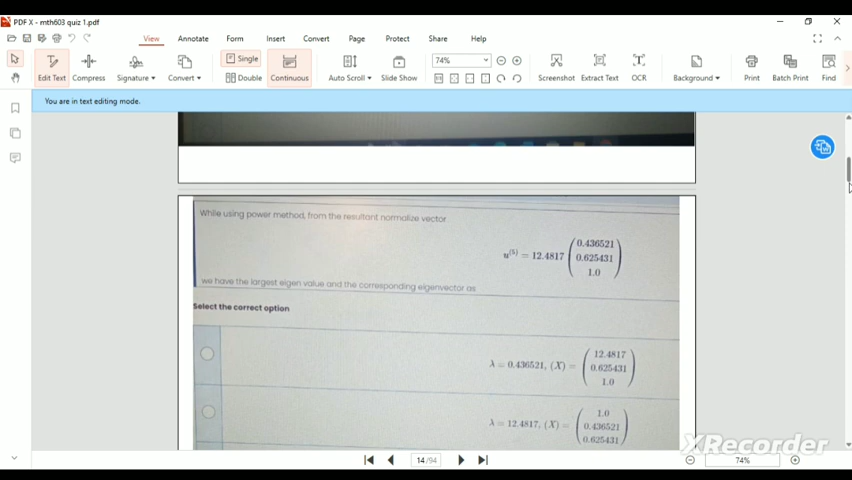 PDF X - mth603 quiz 1.pdf
View Annotate Form Insert Convert Page Protect Share Help
Edit Text Compress Signature Convert Single Double Continuous Auto Scroll Slide Show 74% Screenshot Extract Text OCR Background Print Batch Print Find
You are in text editing mode.
While using power method, from the resultant normalize vector
u⁽⁵⁾ = 12.4817 (0.436521
0.625431
1.0)
we have the largest eigen value and the corresponding eigenvector as
Select the correct option
λ = 0.436521, (X) = (12.4817
0.625431
1.0)
λ = 12.4817, (X) = (1.0
0.436521
0.625431)
XRecorder
14 /94
74%